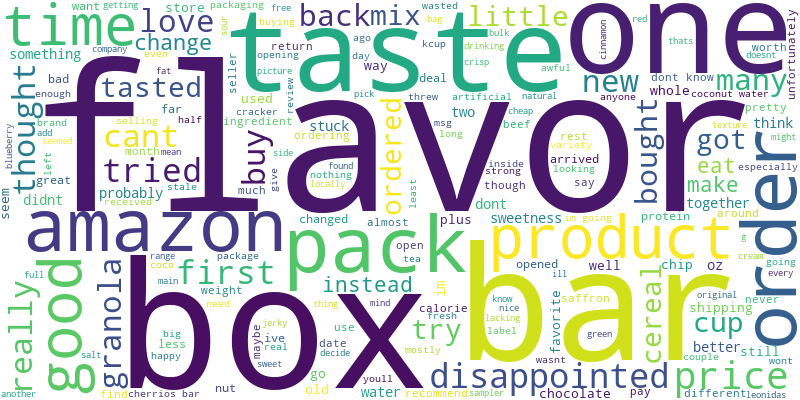 want getting
packaging free
wasted
bag
red
time
store
buying
sour
love
back
mix
little
one
thats
cinnamon
something
change
company
even
return
ago
kcup
drinking
bulk
worth
doesnt
unfortunately
taste
seller
opening
day
way
deal
crisp
awful
new
dont know
many
bad
tasted
picture
review
pick
threw
artificial
natural
cheap
whole
coconut water
anyone
enough
thought
fat
used
cracker
two
texture
pretty
brand
far
selling
ingredient
msg
beef
bought
got
think
blueberry
add
cant
half
stuck
ordering
long
rest
might
seemed
month
mean
buy
side
ordered
variety
eat
especially
left
flavor
tried
give
found
nothing
locally
inside
strong
arrived
looking
great
stale
least
though
say
make
together
seem
didnt
probably
received
much
changed
almost
plus
dont
sweetness
im going
protein
around
order
amazon
pack
product
g
range
package
open
tea
opened
well
chip
oz
cream
going
every
full
coco
first
instead
im
ill
saffron
original
never
main
weight
calorie
know
nice
label
shipping
really
good
granola
need
thing
mind
fresh
try
lacking
favorite
green
cereal
cup
box
bar
salt
big
less
happy
maybe
ive
real
use
date
decide
mostly
wasnt
better
still
couple
wont
jerky
sweet
go
old
youll
disappointed
price
another
find
cherrios bar
nut
water
recommend
sampler
chocolate
pay
different
leonidas